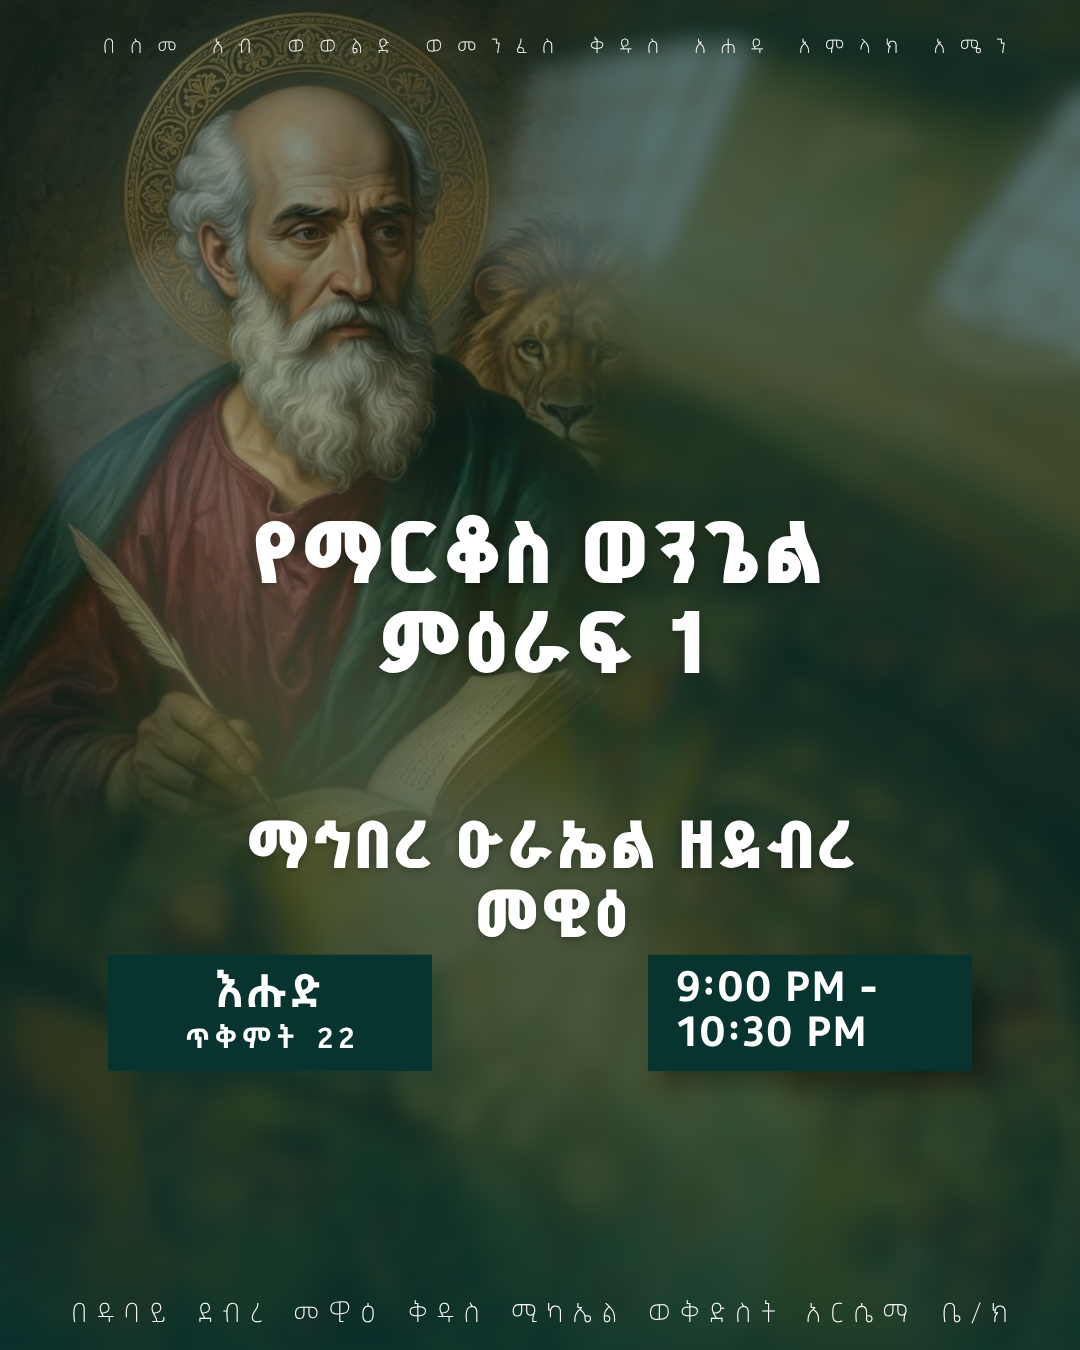 በስመ አብ ወወልድ ወመንፈስ ቅዱስ አሐዱ አምላክ አሜን
የማርቆስ ወንጌል
ምዕራፍ 1
ማኅበረ ዑራኤል ዘደብረ
መዊዕ
እሑድ
ጥቅምት 22
9:00 PM -
10:30 PM
በዱባይ ደብረ መዋዕ ቅዱስ ሚካኤል ወቅድስት አርሴማ ቤ/ክ